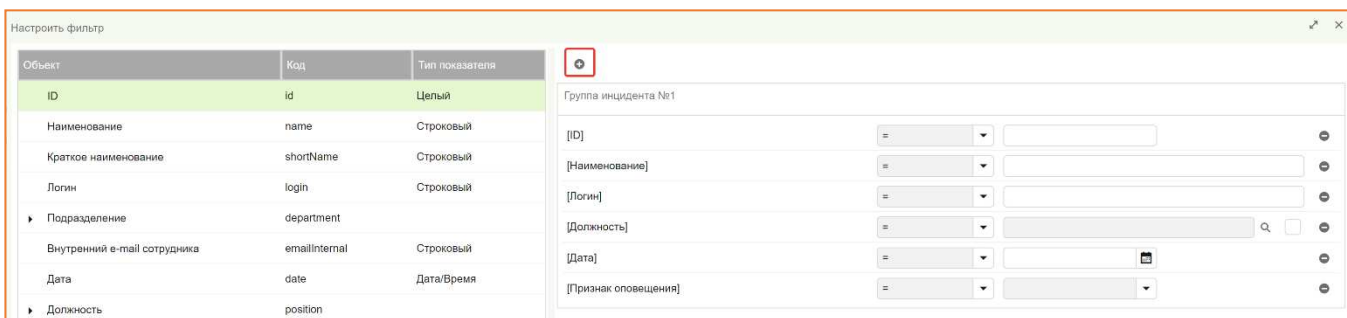 Настроить фильтр
Объект Код Тип показателя
ID id Целый
Наименование name Строковый
Краткое наименование shortName Строковый
Логин login Строковый
Подразделение department
Внутренний e-mail сотрудника emailInternal Строковый
Дата date Дата/Время
Должность position
Группа инцидента №1
[ID] =
[Наименование] =
[Логин] =
[Должность] =
[Дата] =
[Признак оповещения] =